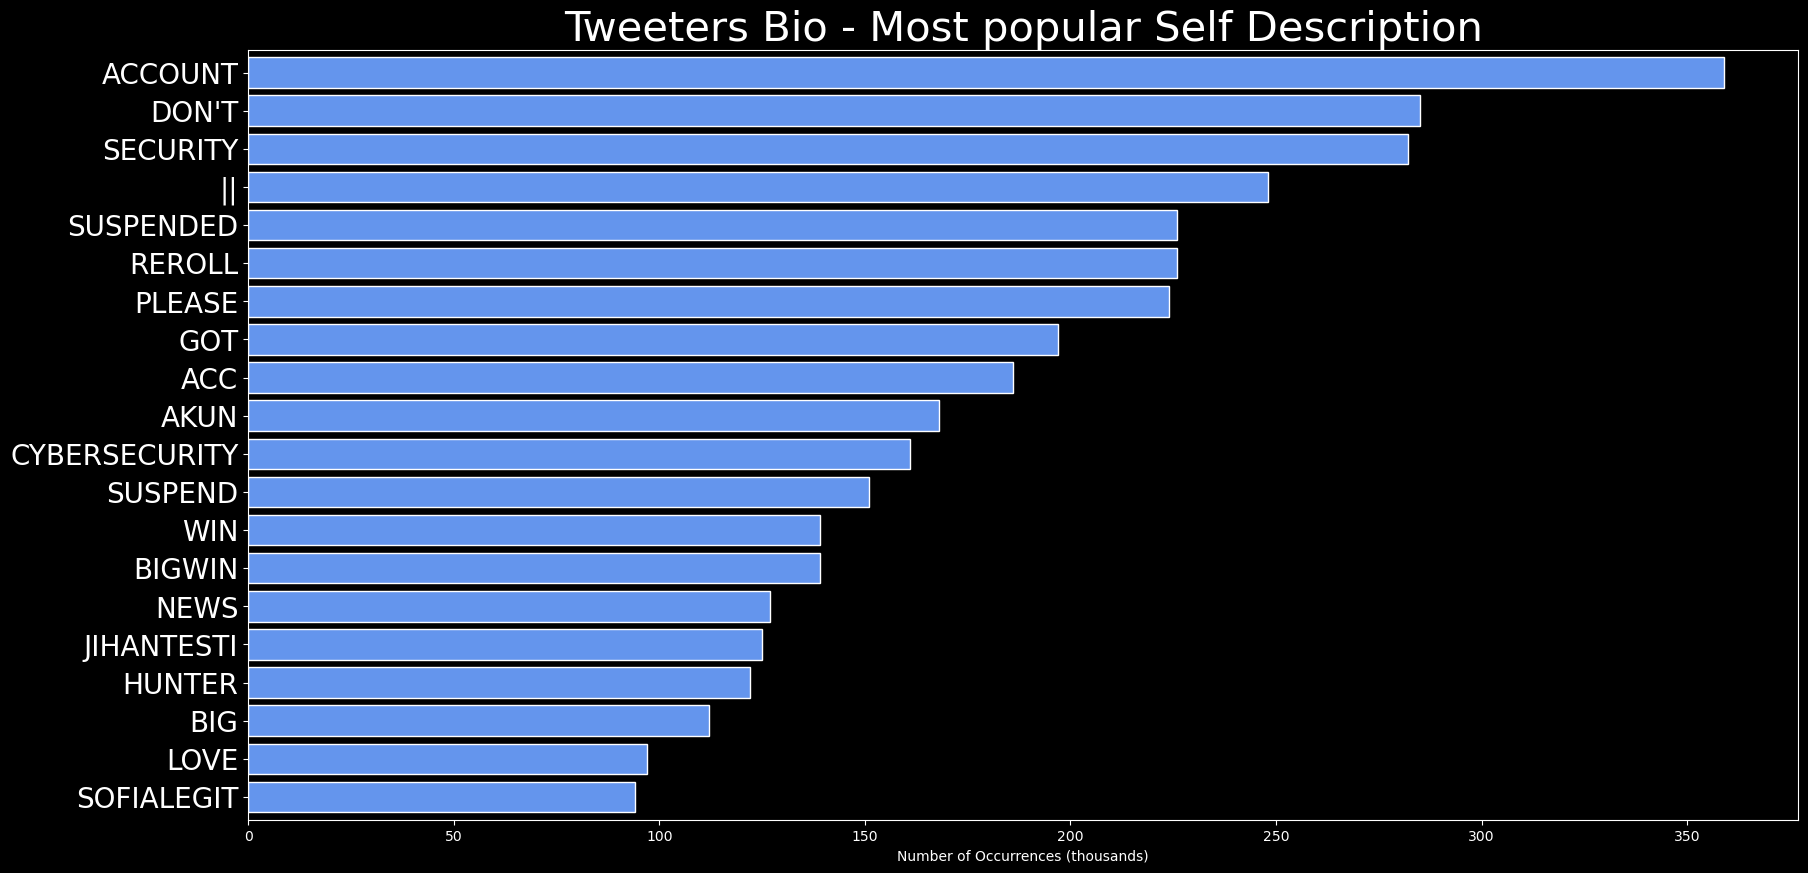 Tweeters Bio - Most popular Self Description
ACCOUNT
DON'T
SECURITY
||
SUSPENDED
REROLL
PLEASE
GOT
ACC
AKUN
CYBERSECURITY
SUSPEND
WIN
BIGWIN
NEWS
JIHANTESTI
HUNTER
BIG
LOVE
SOFIALEGIT
0 50 100 150 200 250 300 350
Number of Occurrences (thousands)